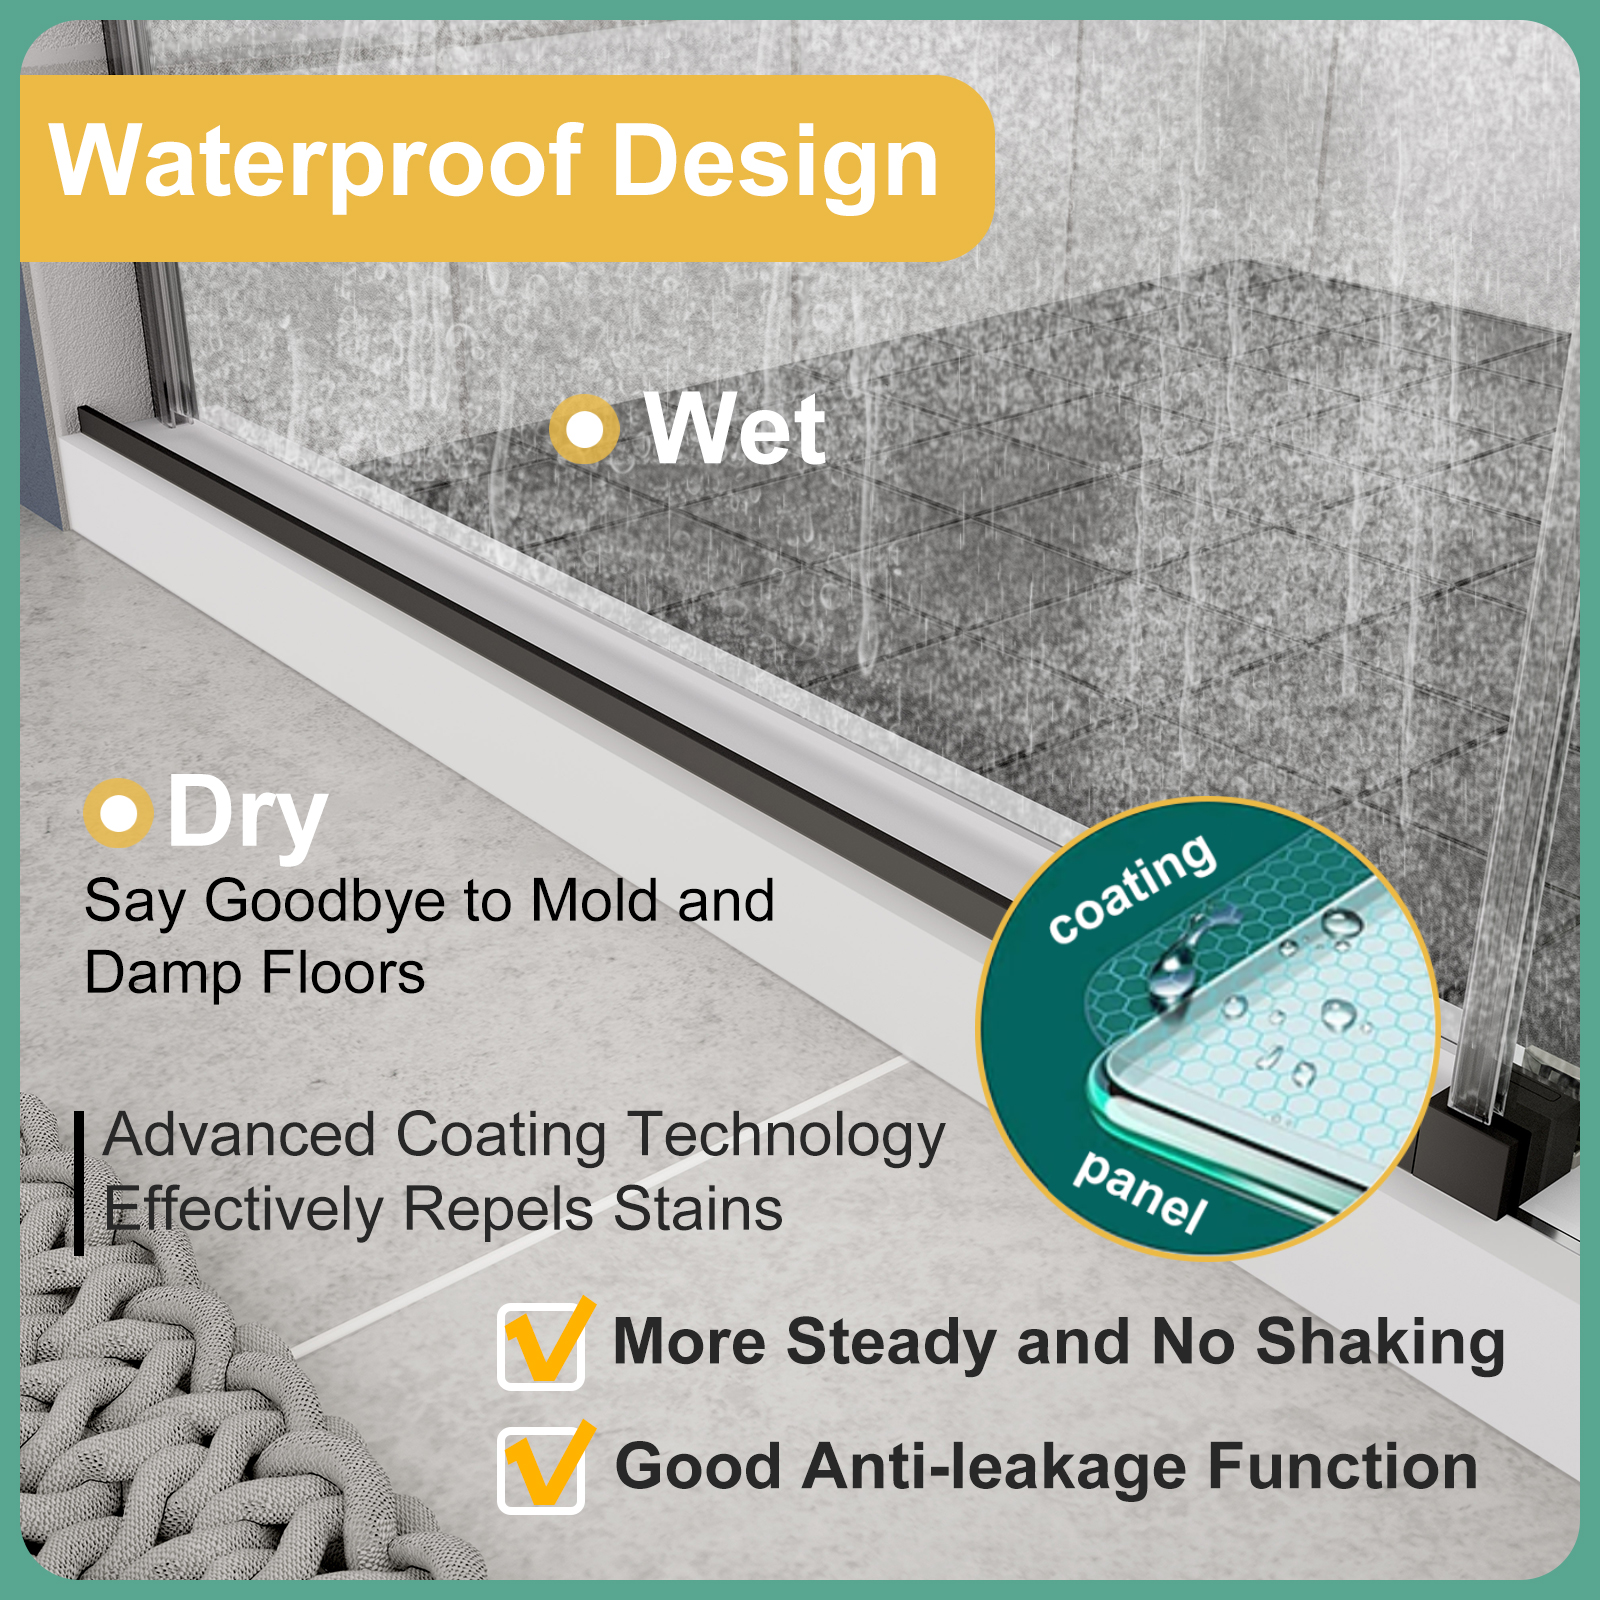 Waterproof Design
Wet
Dry
Say Goodbye to Mold and
Damp Floors
coating
panel
Advanced Coating Technology
Effectively Repels Stains
More Steady and No Shaking
Good Anti-leakage Function